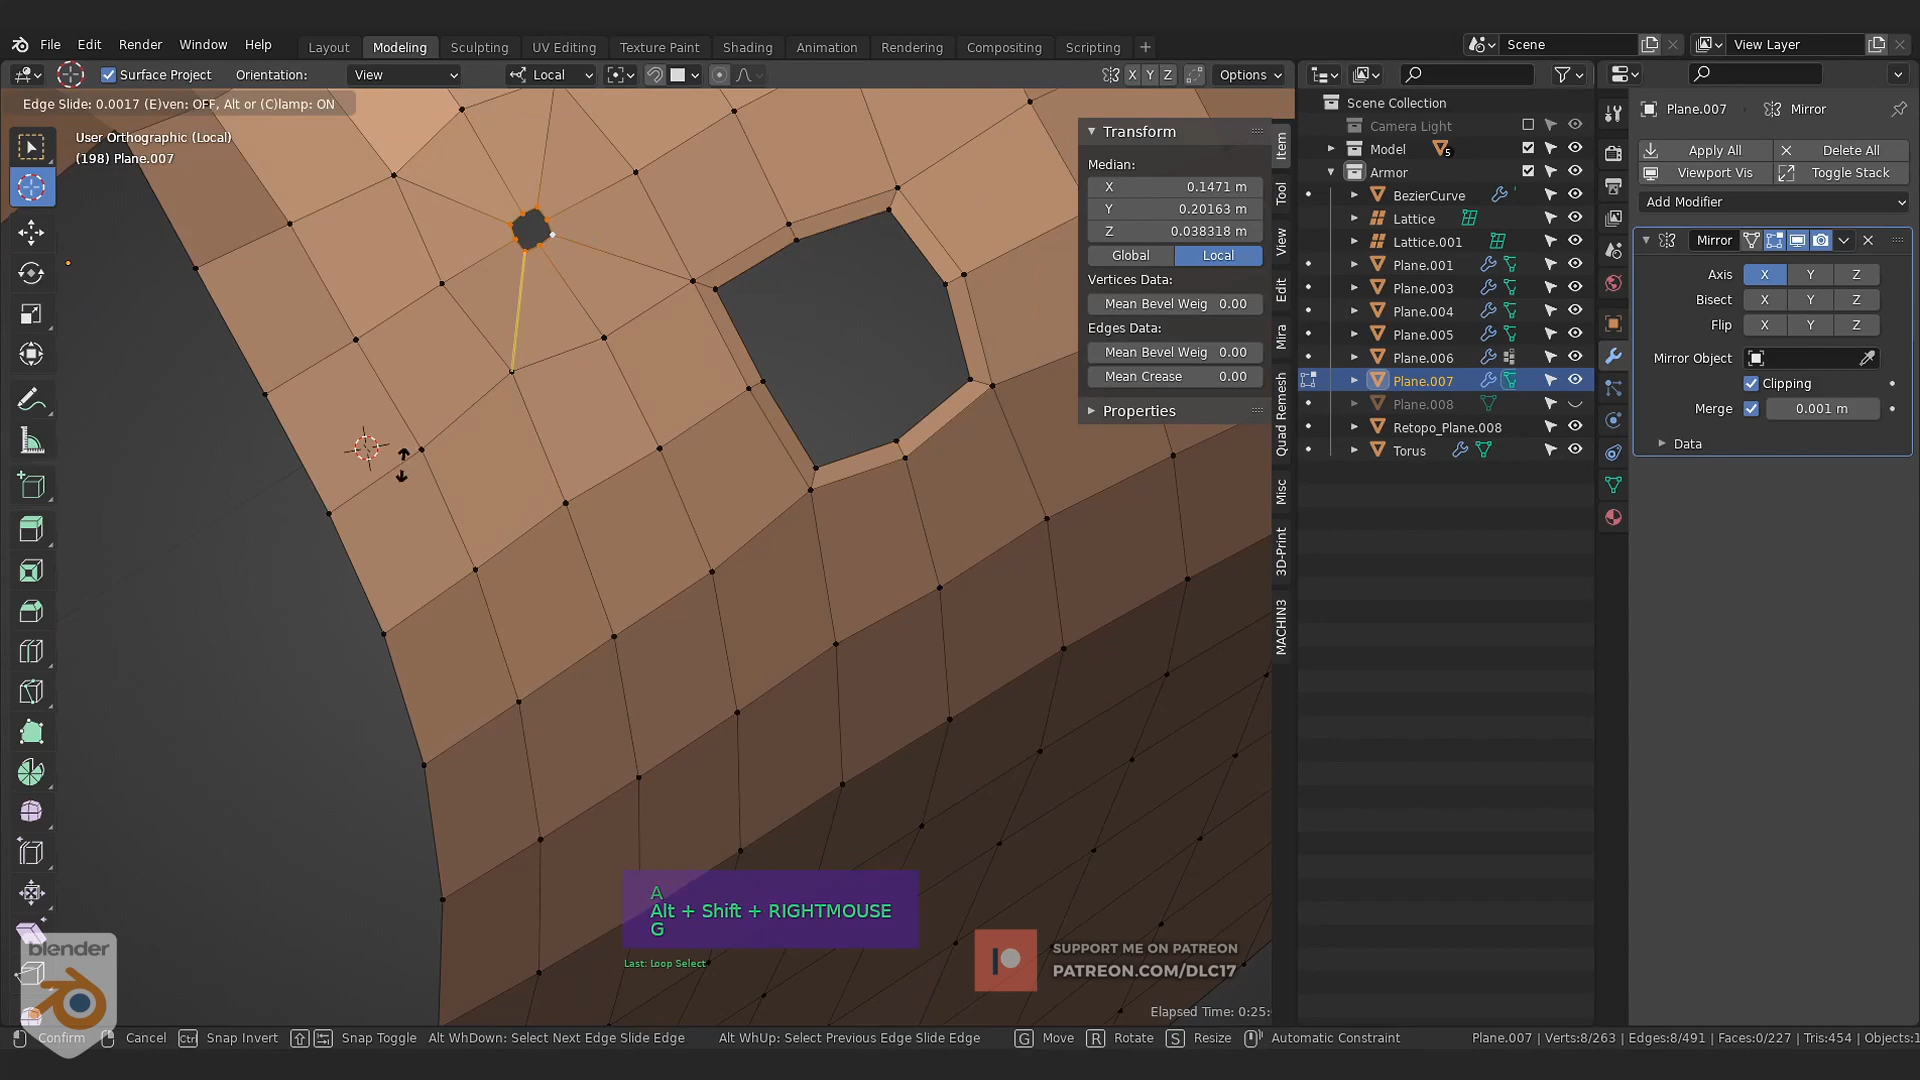 File Edit Render Window Help
Layout Modeling Sculpting UV Editing Texture Paint Shading Animation Rendering Compositing Scripting +
Scene
View Layer
Surface Project Orientation: View
Local
X Y Z
Options
Edge Slide: 0.0017 (E)ven: OFF, Alt or (C)lamp: ON
User Orthographic (Local)
(198) Plane.007
Transform
Median:
X 0.1471 m
Y 0.20163 m
Z 0.038318 m
Global Local
Vertices Data:
Mean Bevel Weig 0.00
Edges Data:
Mean Bevel Weig 0.00
Mean Crease 0.00
Properties
Item
Tool
View
Edit
Mira
Quad Remesh
Misc
3D-Print
MACHIN3
Scene Collection
Camera Light
Model 5
Armor
BezierCurve
Lattice
Lattice.001
Plane.001
Plane.003
Plane.004
Plane.005
Plane.006
Plane.007
Plane.008
Retopo_Plane.008
Torus
Plane.007 Mirror
Apply All Delete All
Viewport Vis Toggle Stack
Add Modifier
Mirror
Axis X Y Z
Bisect X Y Z
Flip X Y Z
Mirror Object
Clipping
Merge 0.001 m
Data
A
Alt + Shift + RIGHTMOUSE
G
Last: Loop Select
SUPPORT ME ON PATREON
PATREON.COM/DLC17
blender
Elapsed Time: 0:25:
Confirm Cancel Ctrl Snap Invert Snap Toggle Alt WhDown: Select Next Edge Slide Edge Alt WhUp: Select Previous Edge Slide Edge G Move R Rotate S Resize Automatic Constraint Plane.007 | Verts:8/263 | Edges:8/491 | Faces:0/227 | Tris:454 | Objects:1